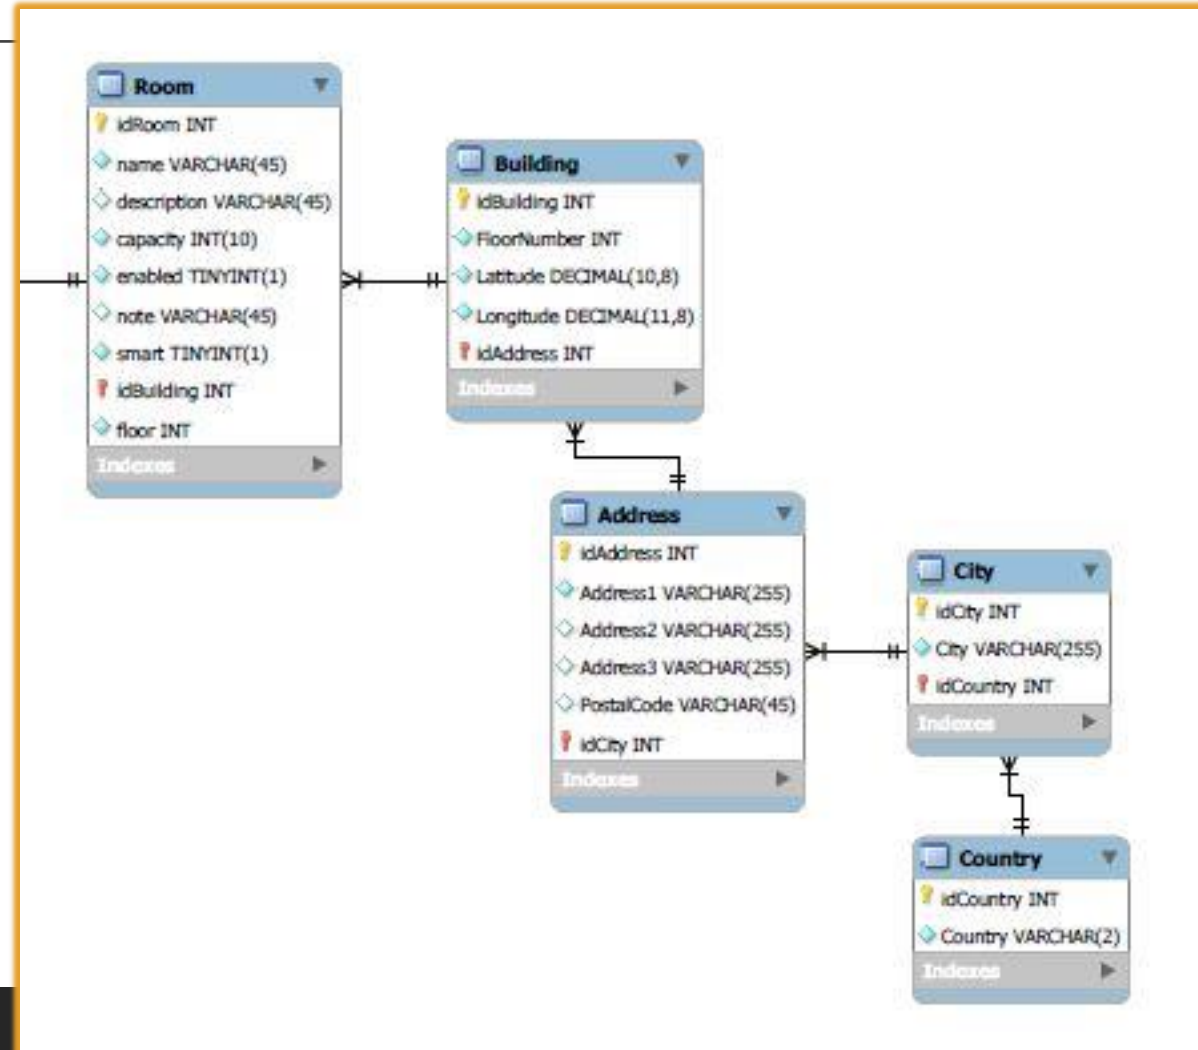 Room
idRoom INT
name VARCHAR(45)
description VARCHAR(45)
capacity INT(10)
enabled TINYINT(1)
note VARCHAR(45)
smart TINYINT(1)
idBuilding INT
floor INT
Indexes
Building
idBuilding INT
FloorNumber INT
Latitude DECIMAL(10,8)
Longitude DECIMAL(11,8)
idAddress INT
Indexes
Address
idAddress INT
Address1 VARCHAR(255)
Address2 VARCHAR(255)
Address3 VARCHAR(255)
PostalCode VARCHAR(45)
idCity INT
Indexes
City
idCity INT
City VARCHAR(255)
idCountry INT
Indexes
Country
idCountry INT
Country VARCHAR(2)
Indexes